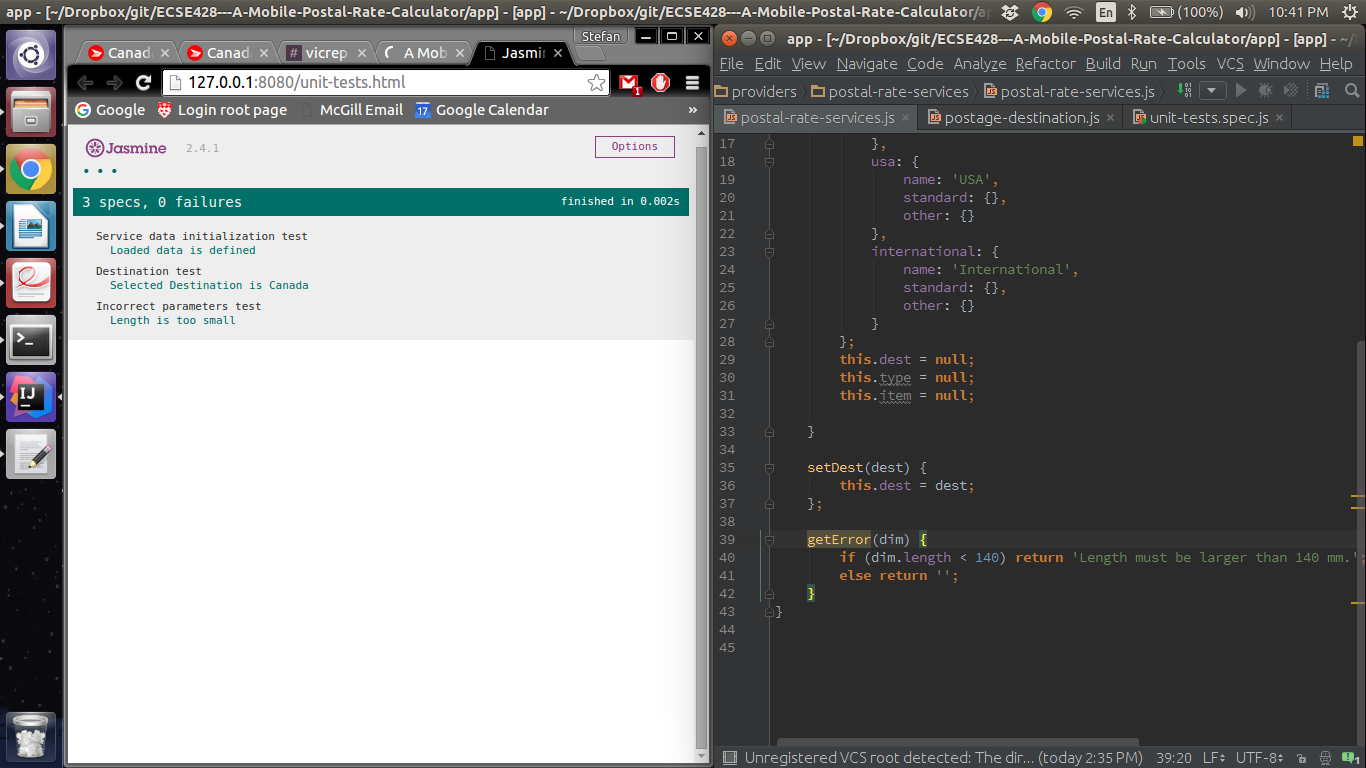 app - [~/Dropbox/git/ECSE428---A-Mobile-Postal-Rate-Calculator/app] - [app] - ~/Dropbox/git/ECSE428---A-Mobile-Postal-Rate-Calculator/ap
En (100%) 10:41 PM
Stefan
Canad
Canad
# vicrep
A Mob
Jasmi
127.0.0.1:8080/unit-tests.html
1
Google Login root page McGill Email 17 Google Calendar »
Jasmine 2.4.1
Options
3 specs, 0 failures finished in 0.002s
Service data initialization test
Loaded data is defined
Destination test
Selected Destination is Canada
Incorrect parameters test
Length is too small
IJ
app - [~/Dropbox/git/ECSE428---A-Mobile-Postal-Rate-Calculator/app] - [app] - ~/
File Edit View Navigate Code Analyze Refactor Build Run Tools VCS Window Help
providers postal-rate-services postal-rate-services.js
postal-rate-services.js postage-destination.js unit-tests.spec.js
17 },
18 usa: {
19 name: 'USA',
20 standard: {},
21 other: {}
22 },
23 international: {
24 name: 'International',
25 standard: {},
26 other: {}
27 }
28 };
29 this.dest = null;
30 this.type = null;
31 this.item = null;
32
33 }
34
35 setDest(dest) {
36 this.dest = dest;
37 };
38
39 getError(dim) {
40 if (dim.length < 140) return 'Length must be larger than 140 mm.';
41 else return '';
42 }
43 }
44
45
Unregistered VCS root detected: The dir... (today 2:35 PM) 39:20 LF UTF-8 1